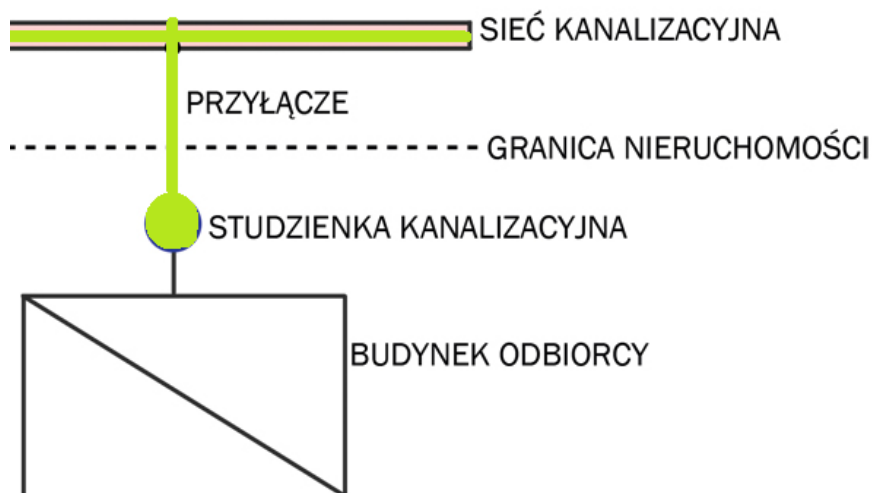 SIEĆ KANALIZACYJNA
PRZYŁĄCZE
GRANICA NIERUCHOMOŚCI
STUDZIENKA KANALIZACYJNA
BUDYNEK ODBIORCY